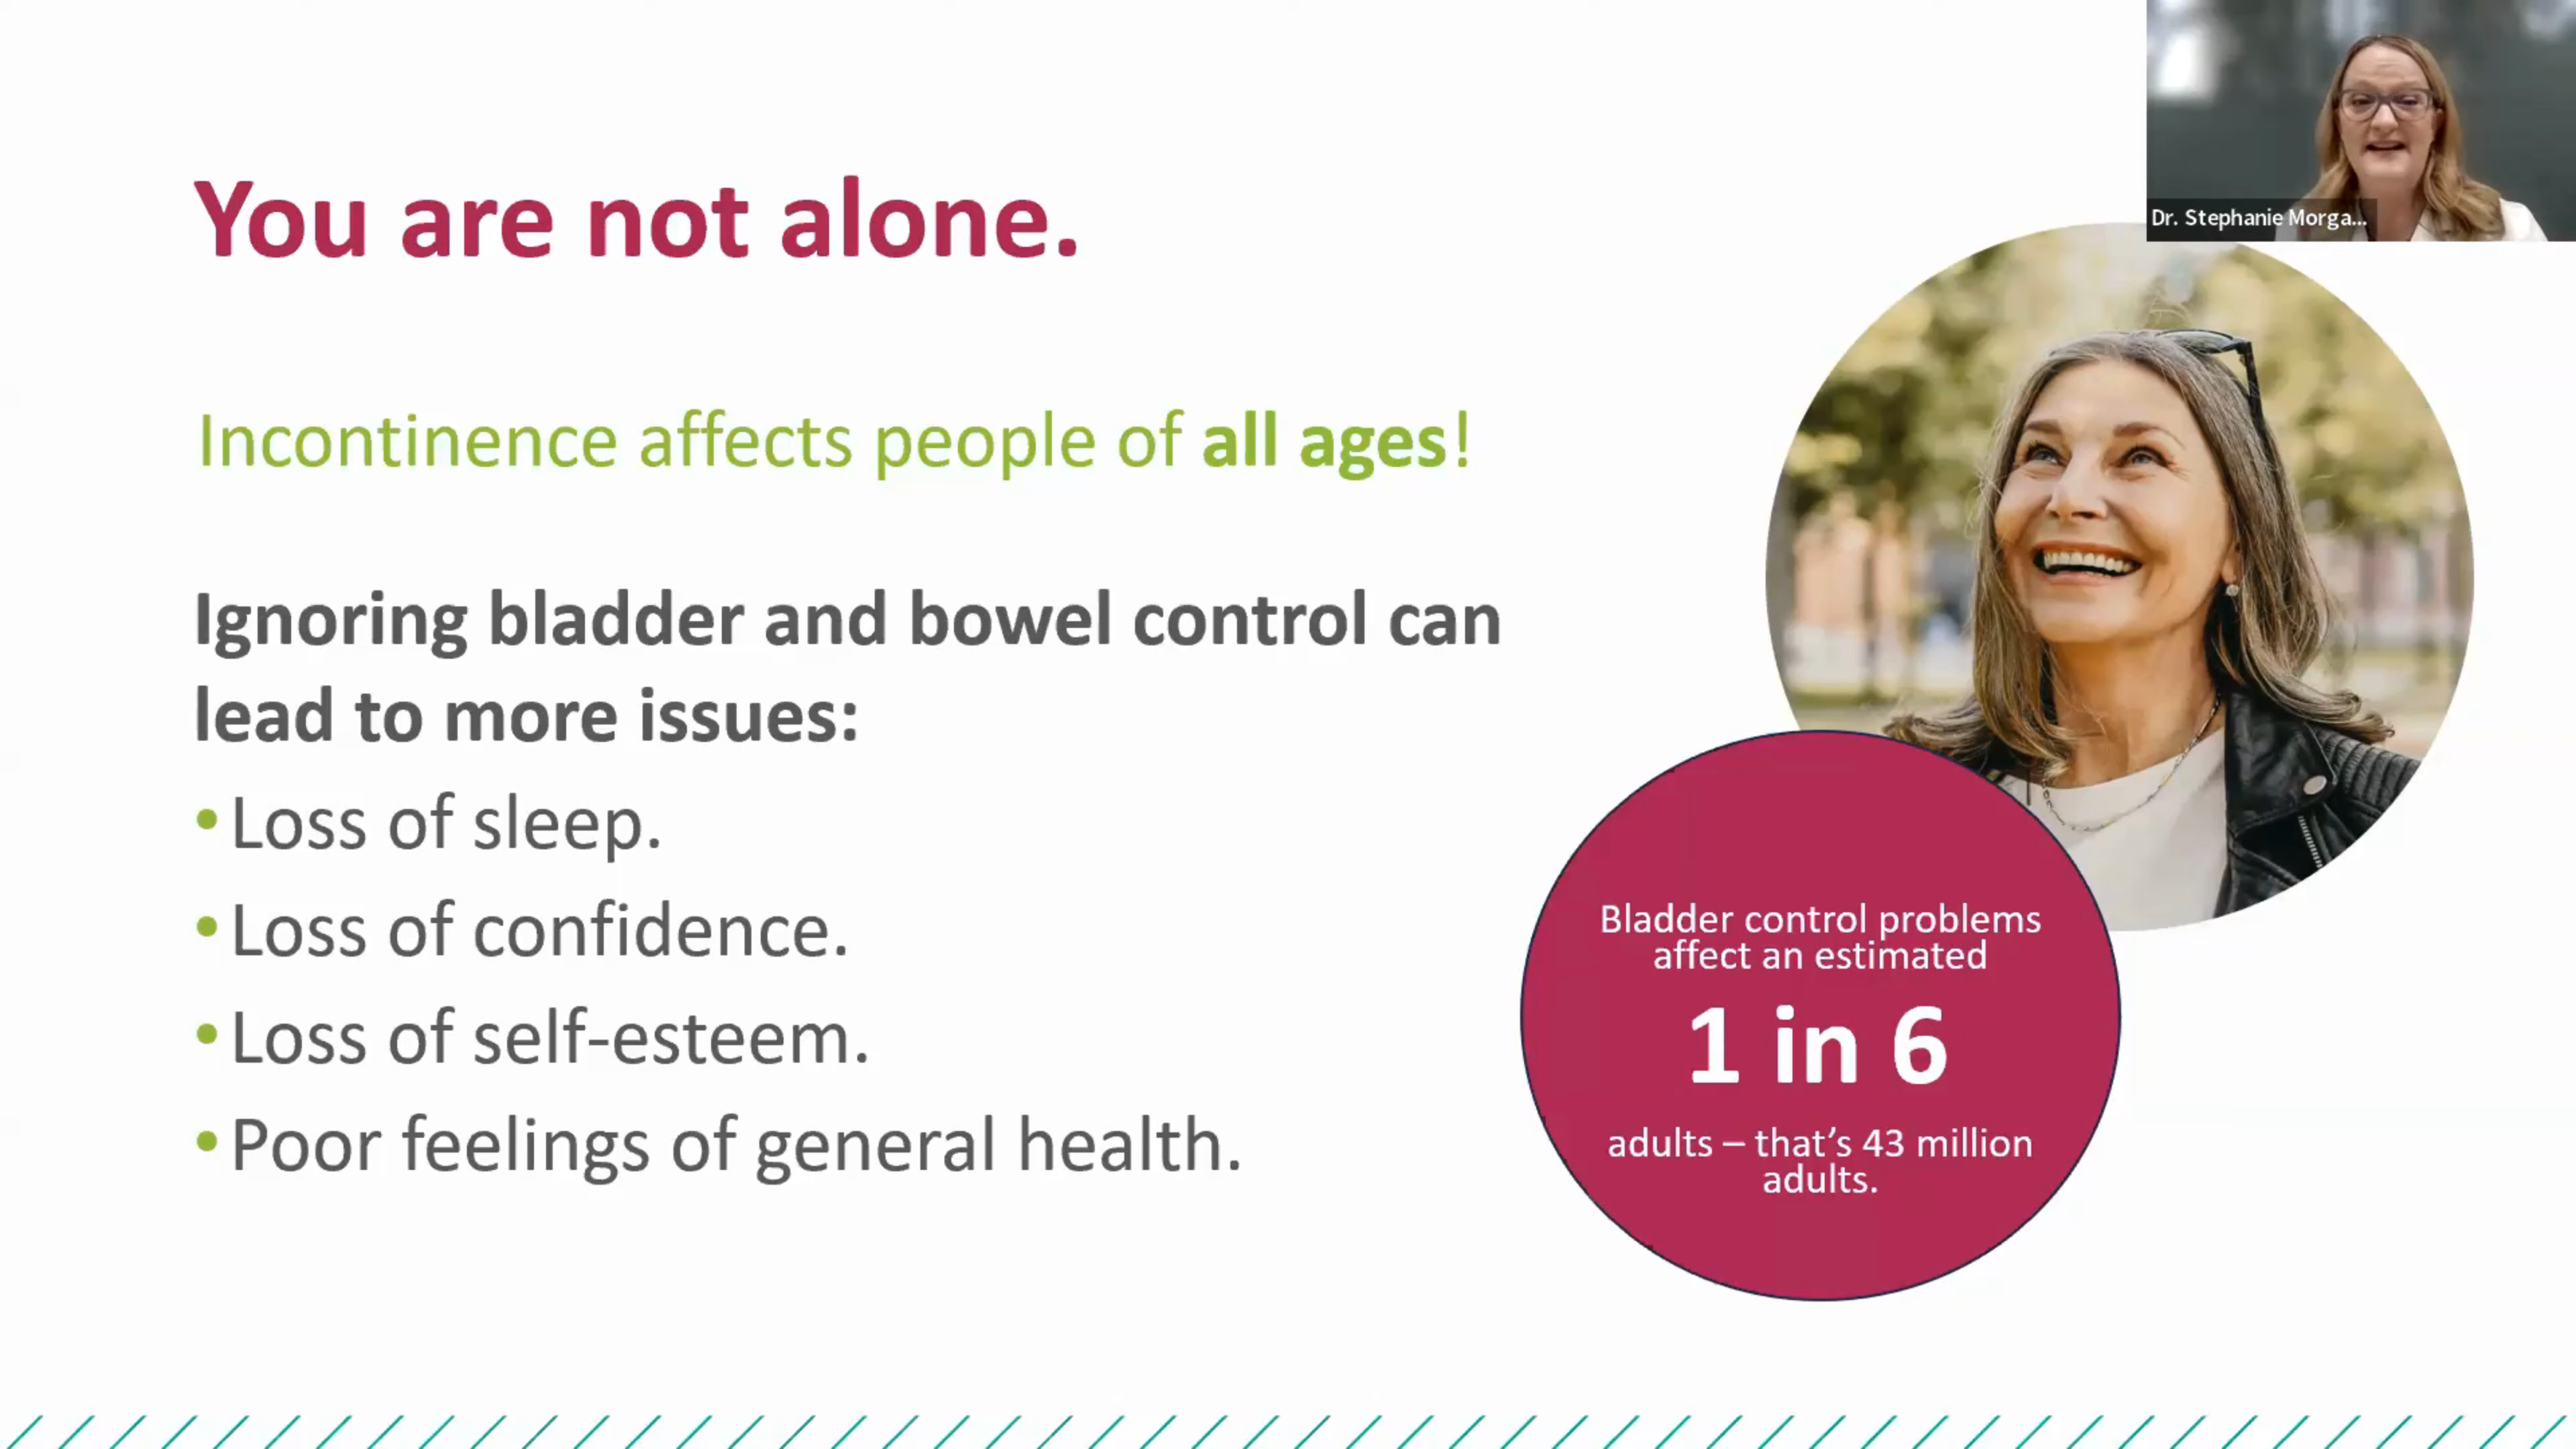 You are not alone.
Incontinence affects people of all ages!
Ignoring bladder and bowel control can
lead to more issues:
• Loss of sleep.
• Loss of confidence.
• Loss of self-esteem.
• Poor feelings of general health.
Dr. Stephanie Morga...
Bladder control problems
affect an estimated
1 in 6
adults – that’s 43 million
adults.